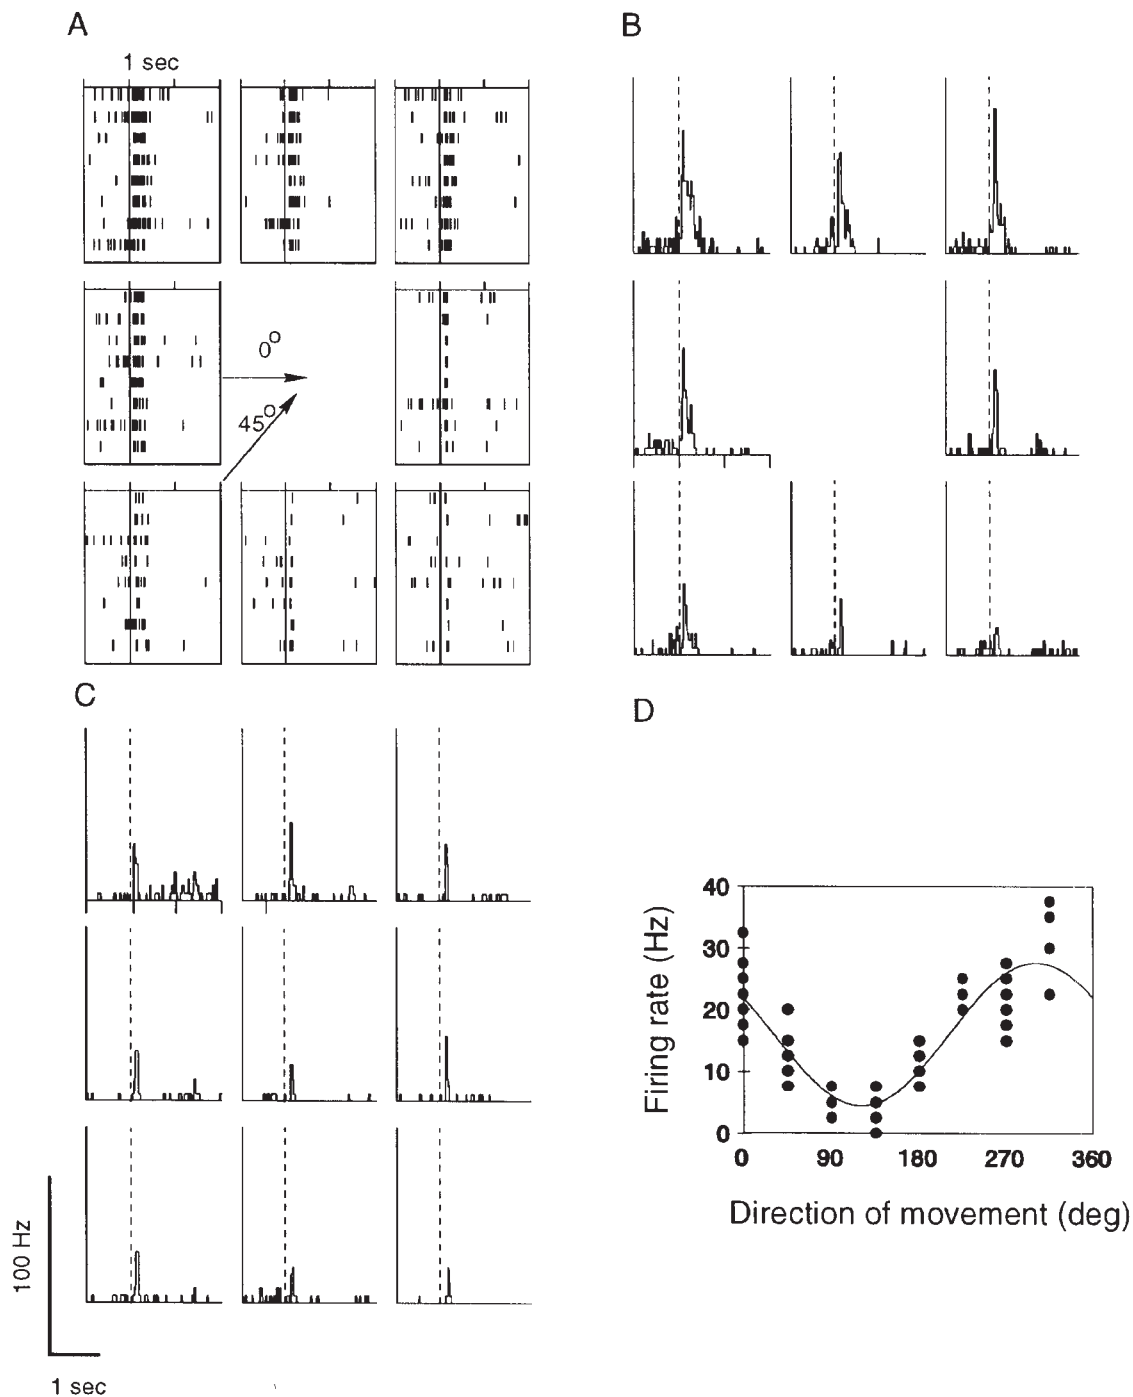 A
B
1 sec
0°
45°
C
D
100 Hz
1 sec
40
30
20
10
0
Firing rate (Hz)
0 90 180 270 360
Direction of movement (deg)